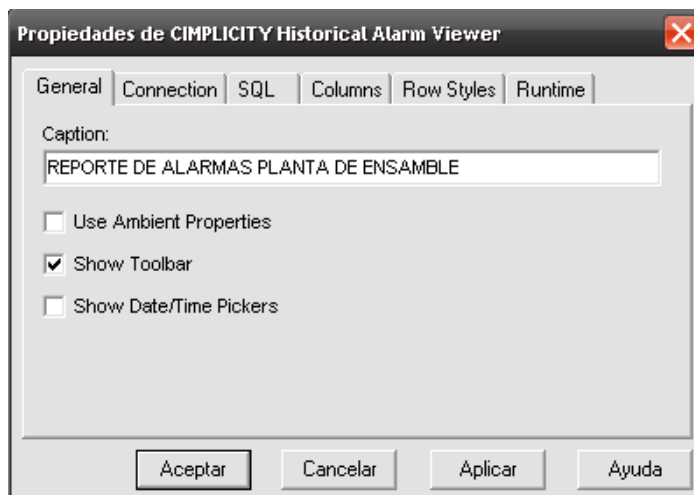 Propiedades de CIMPLICITY Historical Alarm Viewer
General Connection SQL Columns Row Styles Runtime
Caption:
REPORTE DE ALARMAS PLANTA DE ENSAMBLE
Use Ambient Properties
Show Toolbar
Show Date/Time Pickers
Aceptar Cancelar Aplicar Ayuda